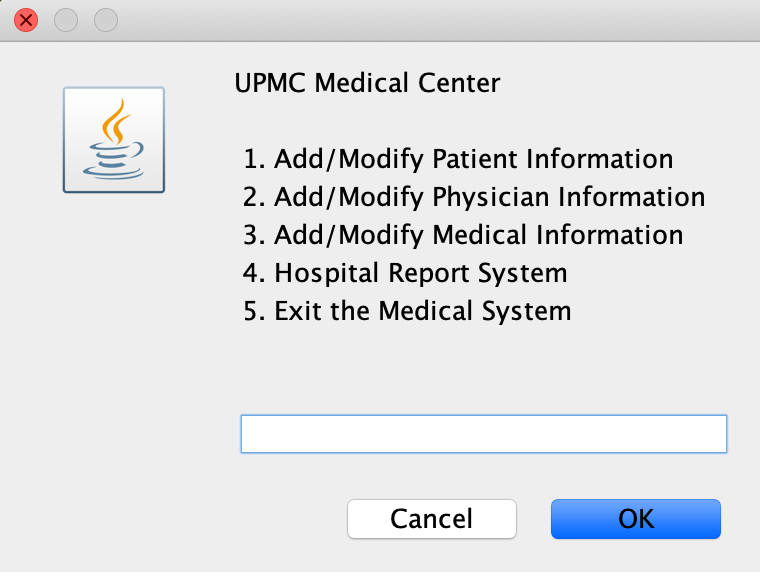 UPMC Medical Center
1. Add/Modify Patient Information
2. Add/Modify Physician Information
3. Add/Modify Medical Information
4. Hospital Report System
5. Exit the Medical System
Cancel
OK